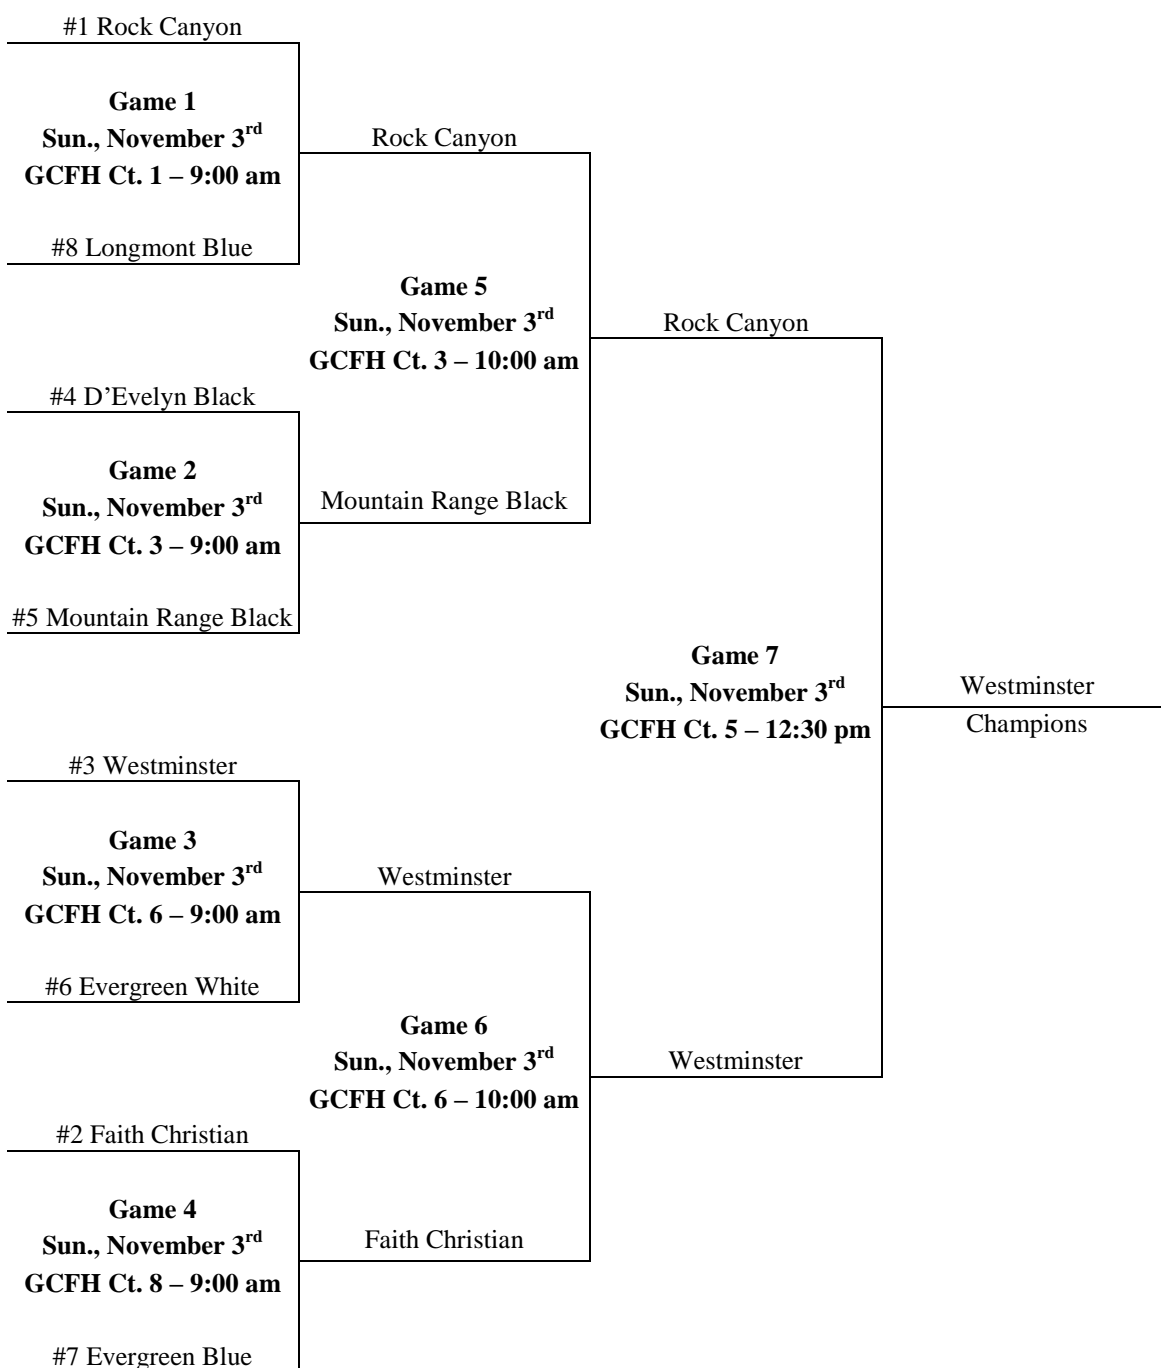 #1 Rock Canyon
Game 1
Sun., November 3rd
GCFH Ct. 1 – 9:00 am
#8 Longmont Blue
Rock Canyon
#4 D’Evelyn Black
Game 2
Sun., November 3rd
GCFH Ct. 3 – 9:00 am
#5 Mountain Range Black
Mountain Range Black
Game 5
Sun., November 3rd
GCFH Ct. 3 – 10:00 am
Rock Canyon
#3 Westminster
Game 3
Sun., November 3rd
GCFH Ct. 6 – 9:00 am
#6 Evergreen White
Westminster
#2 Faith Christian
Game 4
Sun., November 3rd
GCFH Ct. 8 – 9:00 am
#7 Evergreen Blue
Faith Christian
Game 6
Sun., November 3rd
GCFH Ct. 6 – 10:00 am
Westminster
Game 7
Sun., November 3rd
GCFH Ct. 5 – 12:30 pm
Westminster
Champions